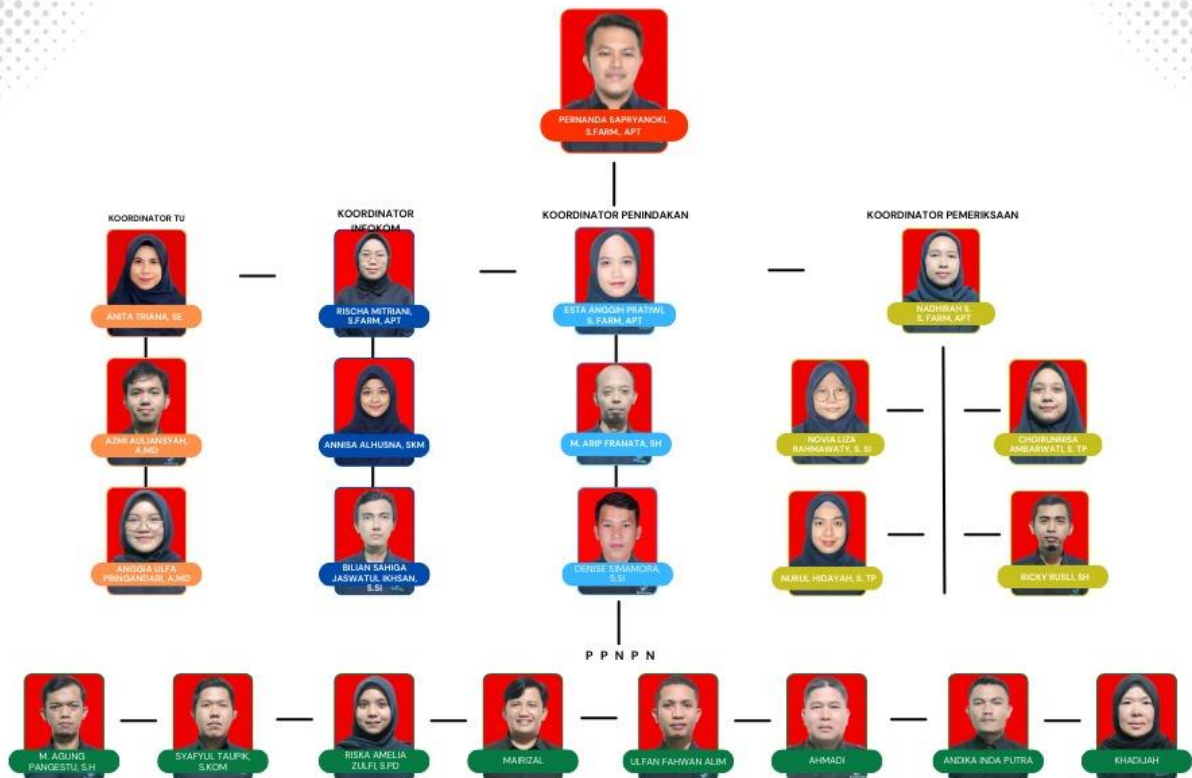 PERNANDA SAPRYANOKI,
S.FARM., APT
KOORDINATOR TU
KOORDINATOR
INFOKOM
KOORDINATOR PENINDAKAN
KOORDINATOR PEMERIKSAAN
ANITA TRIANA, SE
RISCHA MITRIANI,
S.FARM, APT
ESTA ANGGIH PRATIWI,
S. FARM, APT
NADHIRAH S.
S. FARM, APT
AZMI AULIANSYAH,
A.MD
ANNISA ALHUSNA, SKM
M. ARIP FRANATA, SH
NOVIA LIZA
RAHMAWATY, S. SI
CHOIRUNNISA
AMBARWATI, S. TP
ANGGIA ULFA
PRINGANDARI, A.MD
BILIAN SAHIGA
JASWATUL IKHSAN,
S.SI
DENISE SIMAMORA,
S.SI
NURUL HIDAYAH, S. TP
RICKY RUSLI, SH
P P N P N
M. AGUNG
PANGESTU, S.H
SYAFYUL TAUPIK,
S.KOM
RISKA AMELIA
ZULFI, S.PD
MAIRIZAL
ULFAN FAHWAN ALIM
AHMADI
ANDIKA INDA PUTRA
KHADIJAH